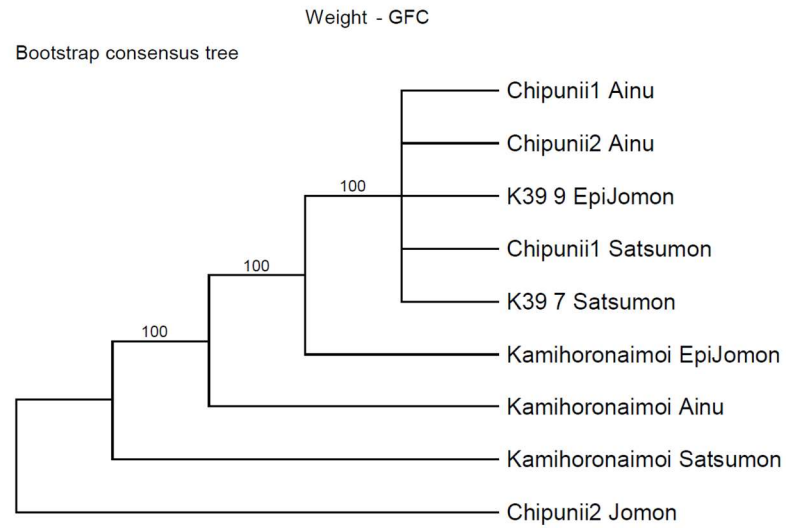 Weight - GFC
Bootstrap consensus tree
Chipunii1 Ainu
Chipunii2 Ainu
100
K39 9 EpiJomon
Chipunii1 Satsumon
100
K39 7 Satsumon
100
Kamihoronaimoi EpiJomon
Kamihoronaimoi Ainu
Kamihoronaimoi Satsumon
Chipunii2 Jomon